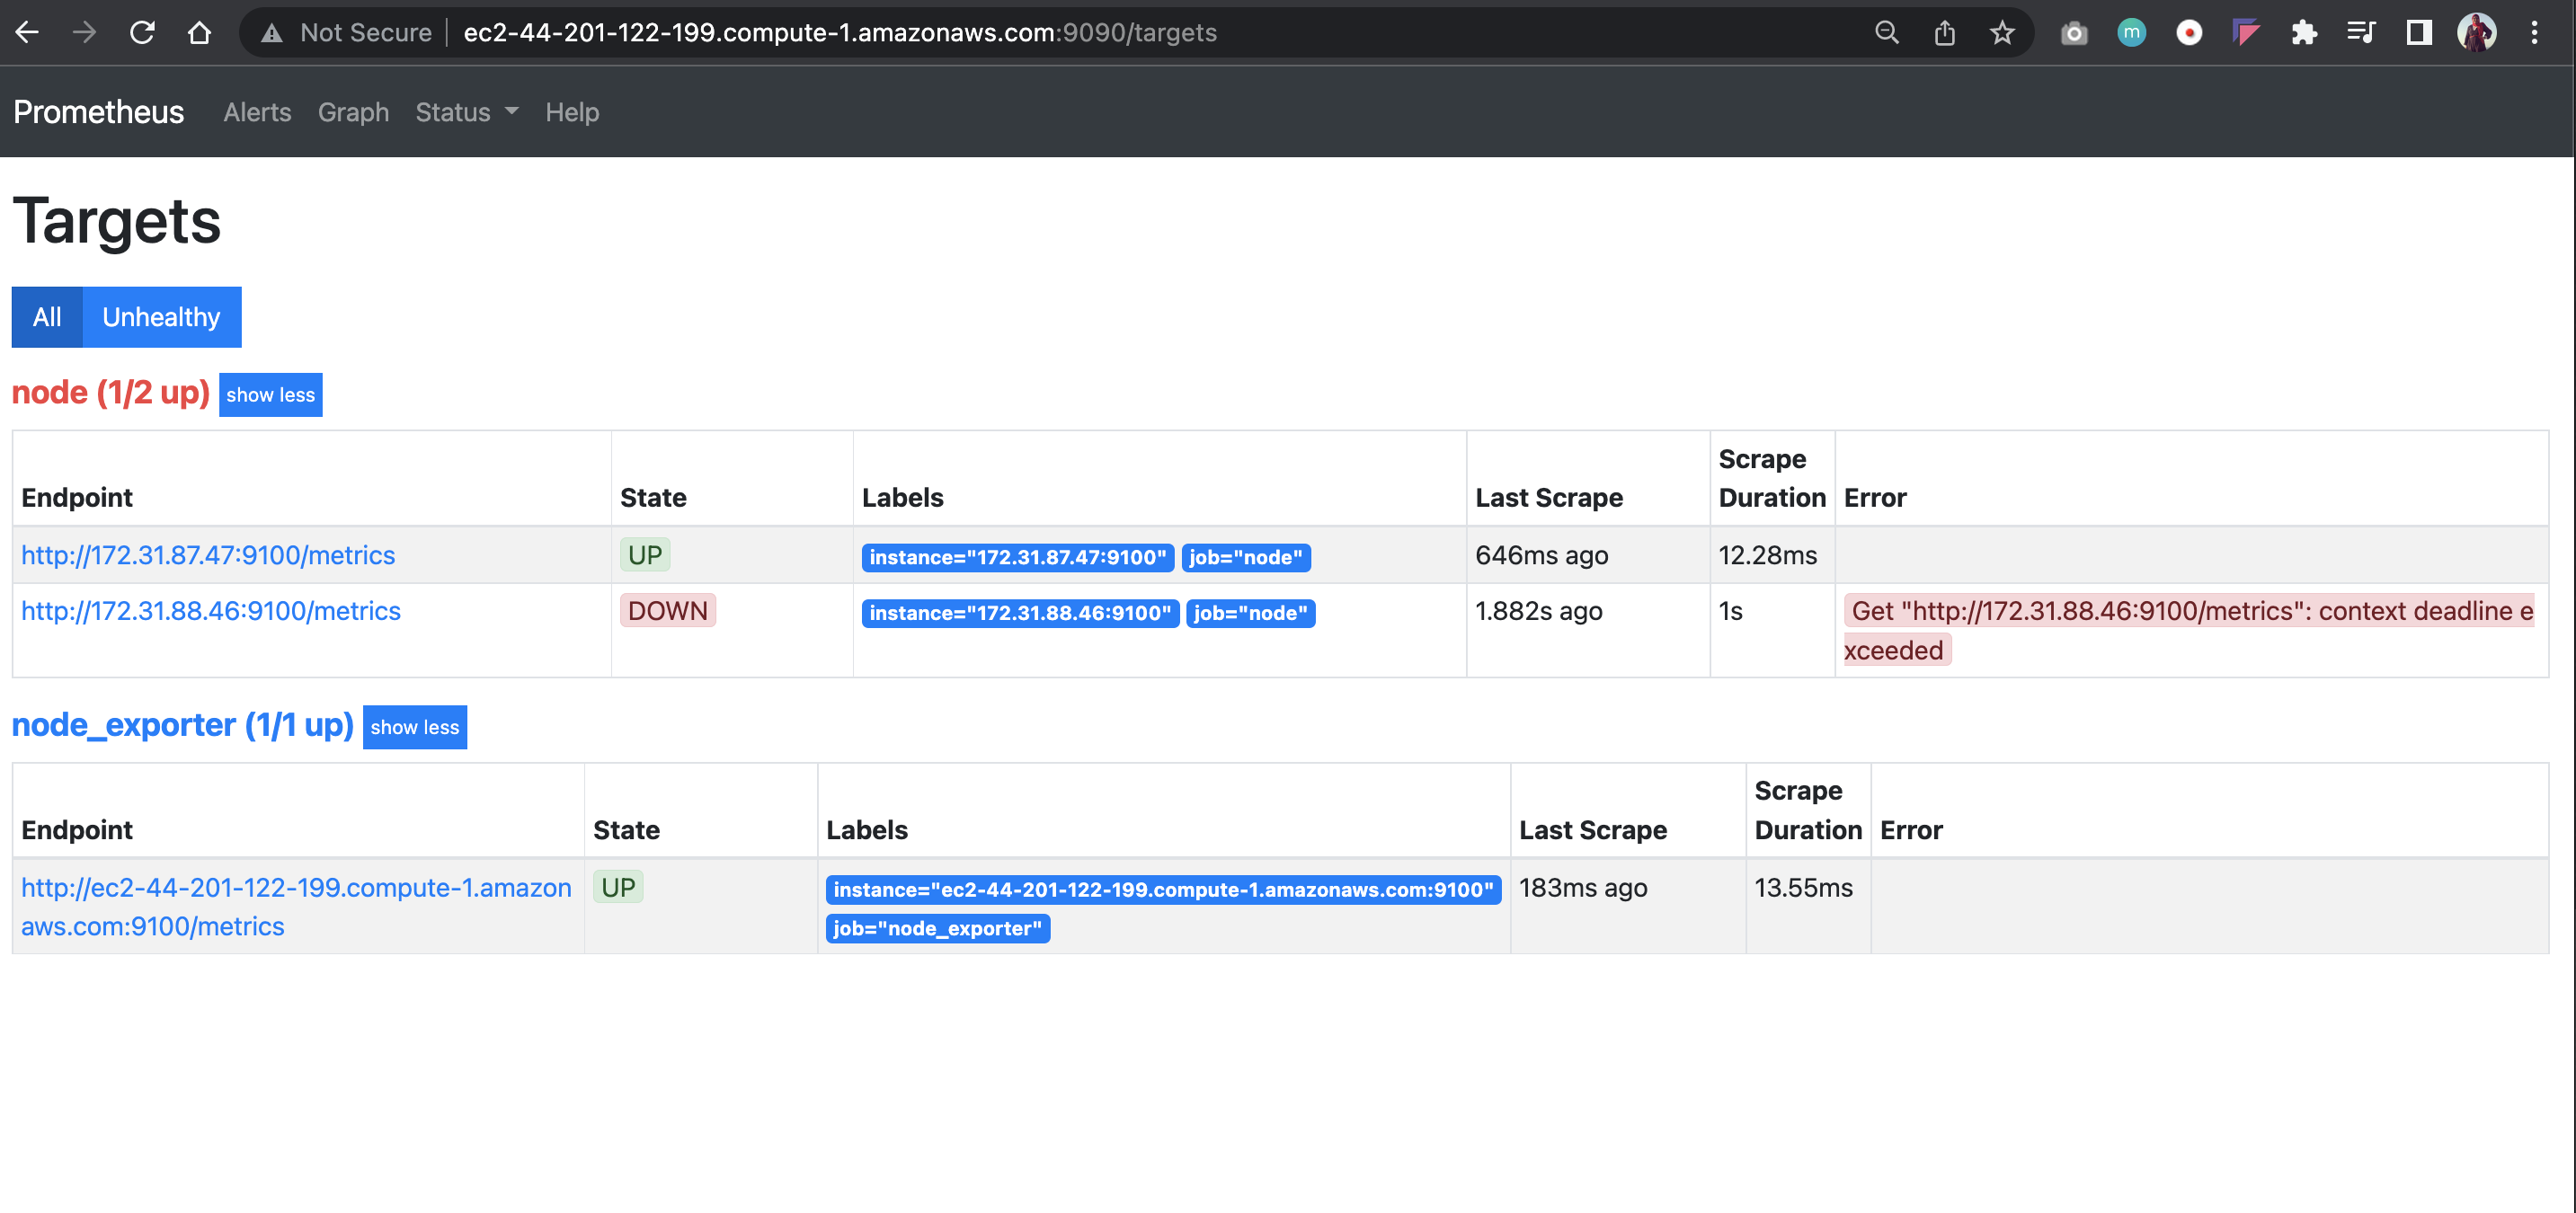 Not Secure ec2-44-201-122-199.compute-1.amazonaws.com:9090/targets
m
Prometheus Alerts Graph Status Help
Targets
All Unhealthy
node (1/2 up) show less
Endpoint State Labels Last Scrape Scrape Duration Error
http://172.31.87.47:9100/metrics UP instance="172.31.87.47:9100" job="node" 646ms ago 12.28ms
http://172.31.88.46:9100/metrics DOWN instance="172.31.88.46:9100" job="node" 1.882s ago 1s Get "http://172.31.88.46:9100/metrics": context deadline e
xceeded
node_exporter (1/1 up) show less
Endpoint State Labels Last Scrape Scrape Duration Error
http://ec2-44-201-122-199.compute-1.amazon UP instance="ec2-44-201-122-199.compute-1.amazonaws.com:9100" 183ms ago 13.55ms
aws.com:9100/metrics job="node_exporter"